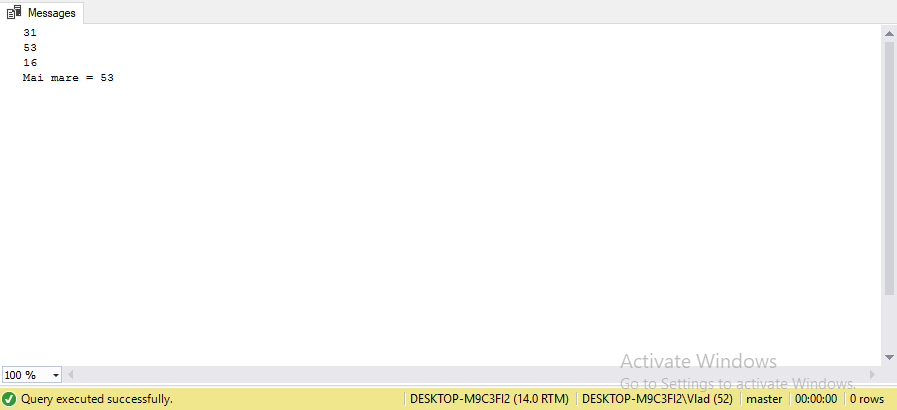 Messages
31
53
16
Mai mare = 53
Activate Windows
Go to Settings to activate Windows.
100 %
Query executed successfully.
DESKTOP-M9C3FI2 (14.0 RTM)
DESKTOP-M9C3FI2\Vlad (52)
master
00:00:00
0 rows